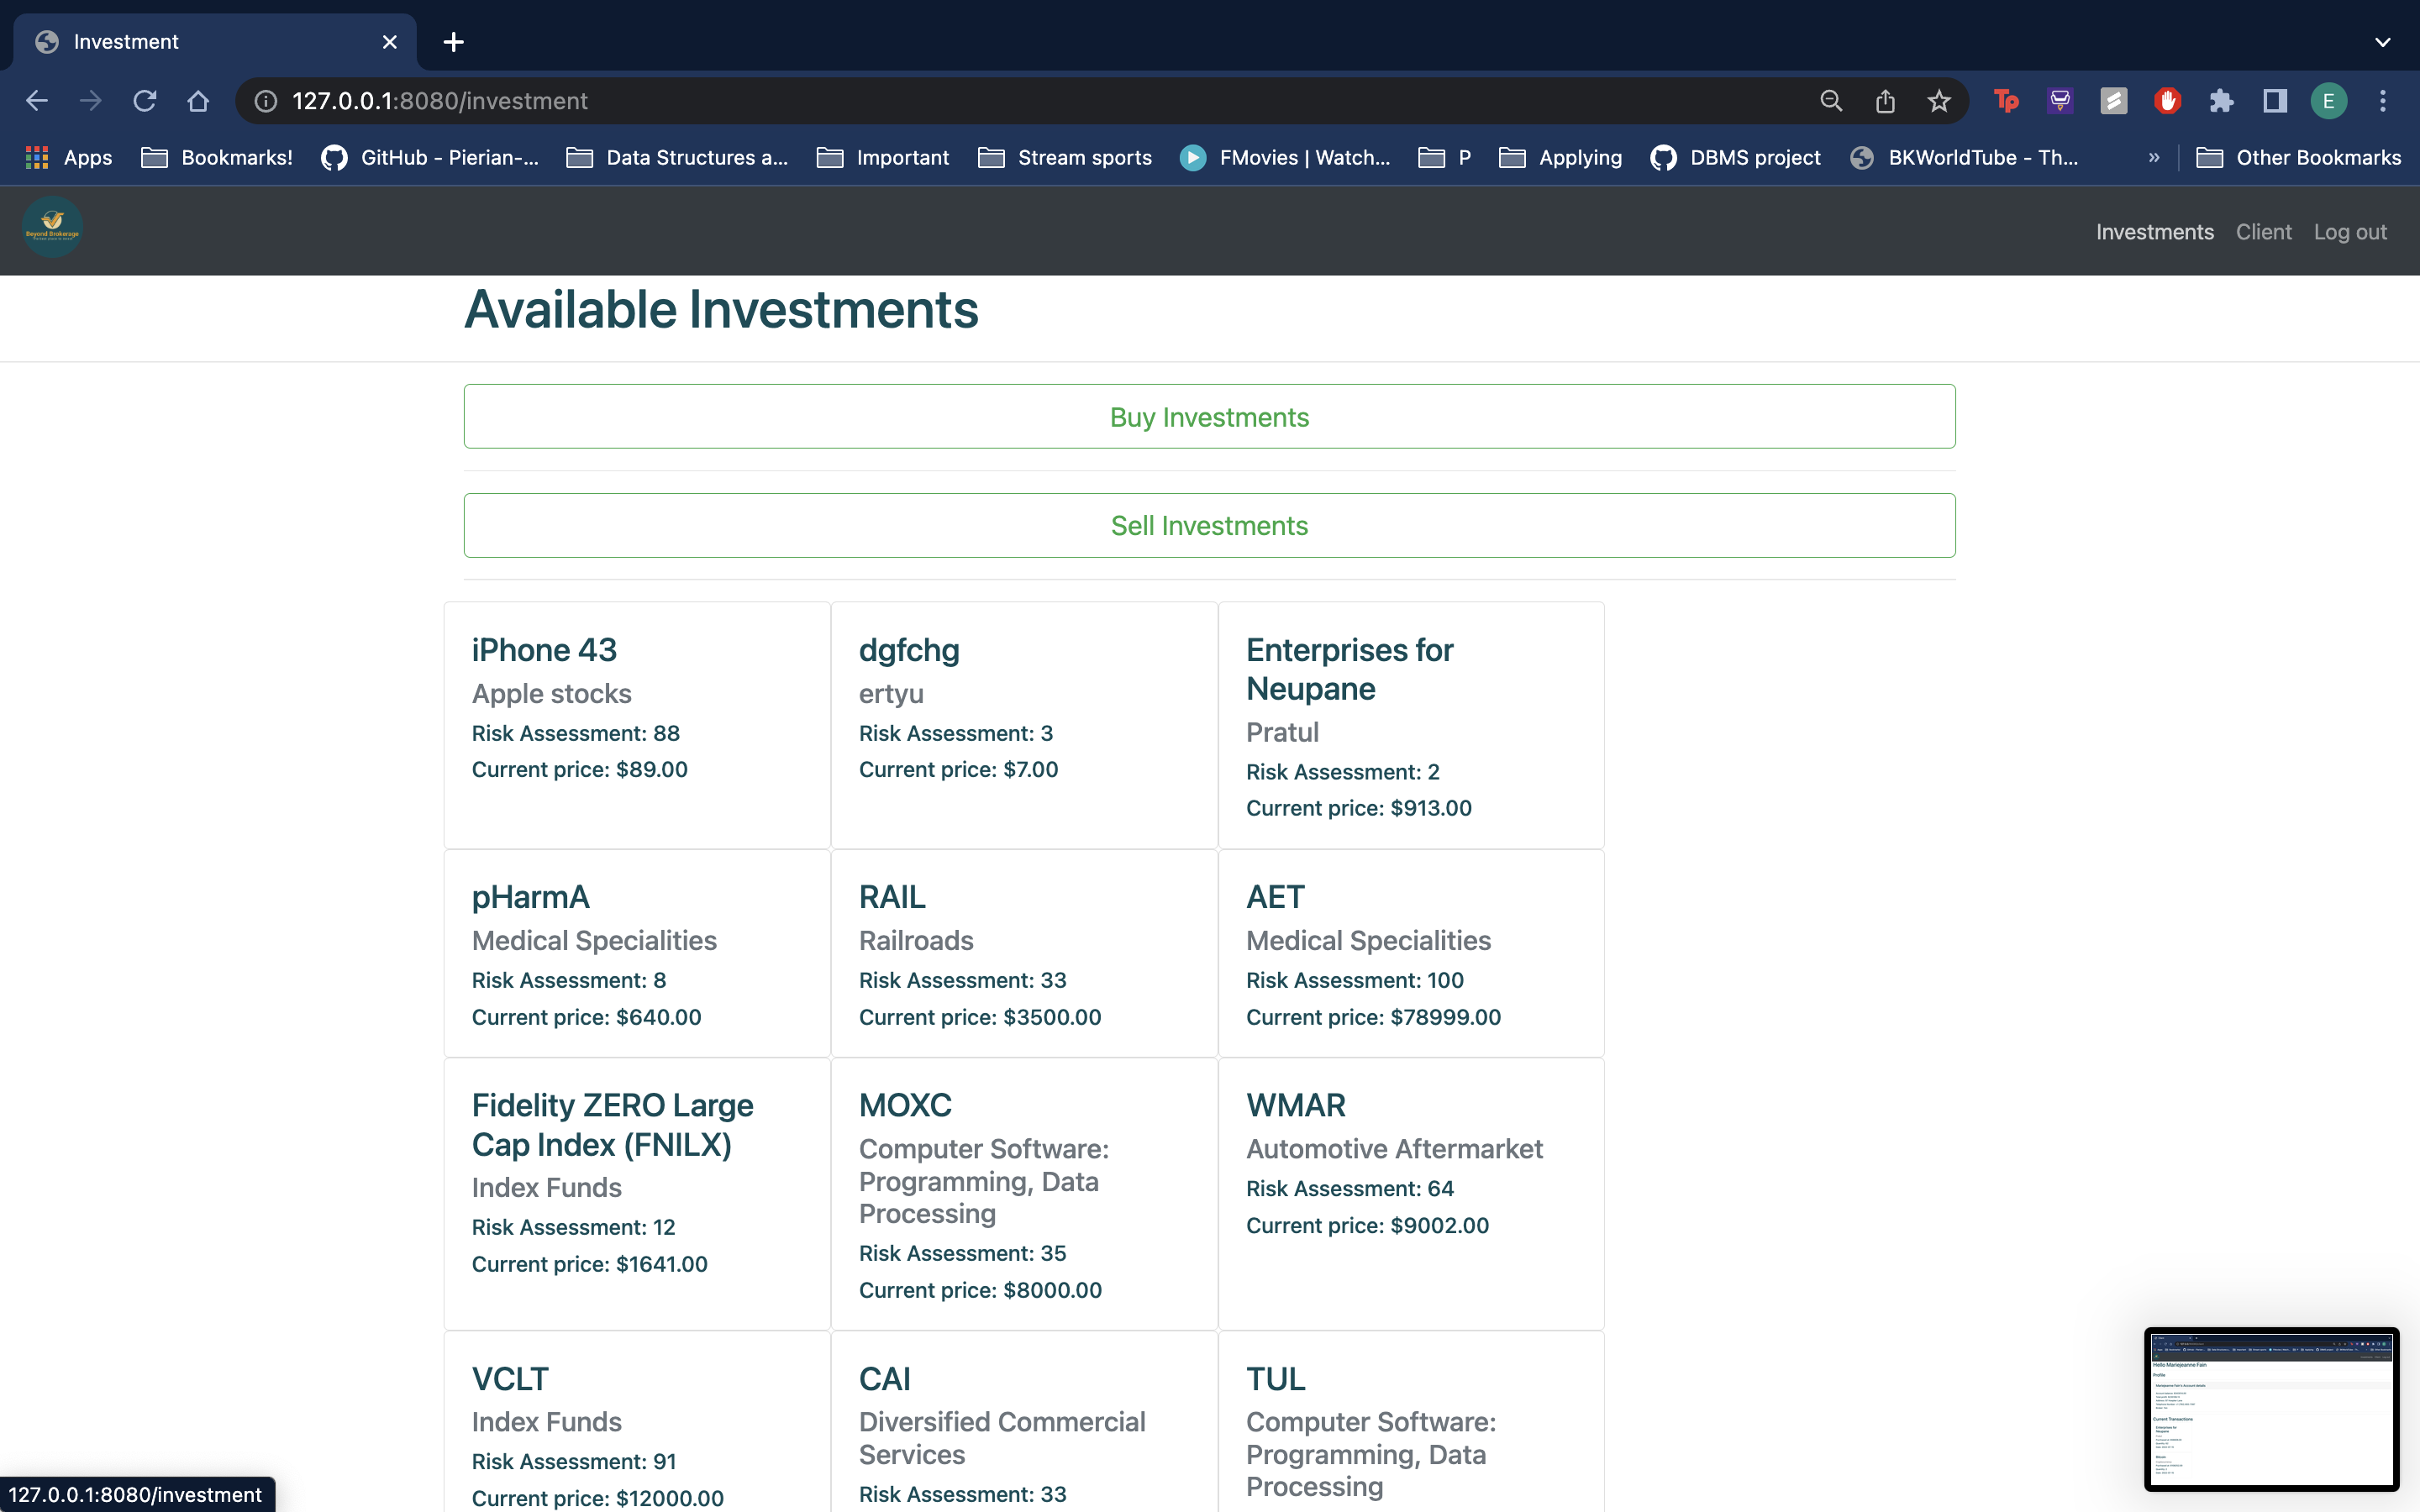 Investment
127.0.0.1:8080/investment
Tp
E
Apps
Bookmarks!
GitHub - Pierian-...
Data Structures a...
Important
Stream sports
FMovies | Watch...
P
Applying
DBMS project
BKWorldTube - Th...
»
Other Bookmarks
Beyond Brokerage
Investments
Client
Log out
Available Investments
Buy Investments
Sell Investments
iPhone 43
Apple stocks
Risk Assessment: 88
Current price: $89.00
dgfchg
ertyu
Risk Assessment: 3
Current price: $7.00
Enterprises for
Neupane
Pratul
Risk Assessment: 2
Current price: $913.00
pHarmA
Medical Specialities
Risk Assessment: 8
Current price: $640.00
RAIL
Railroads
Risk Assessment: 33
Current price: $3500.00
AET
Medical Specialities
Risk Assessment: 100
Current price: $78999.00
Fidelity ZERO Large
Cap Index (FNILX)
Index Funds
Risk Assessment: 12
Current price: $1641.00
MOXC
Computer Software:
Programming, Data
Processing
Risk Assessment: 35
Current price: $8000.00
WMAR
Automotive Aftermarket
Risk Assessment: 64
Current price: $9002.00
VCLT
Index Funds
Risk Assessment: 91
Current price: $12000.00
CAI
Diversified Commercial
Services
Risk Assessment: 33
TUL
Computer Software:
Programming, Data
Processing
Hello Mariejeanne Fain
Profile
Current Transactions
127.0.0.1:8080/investment